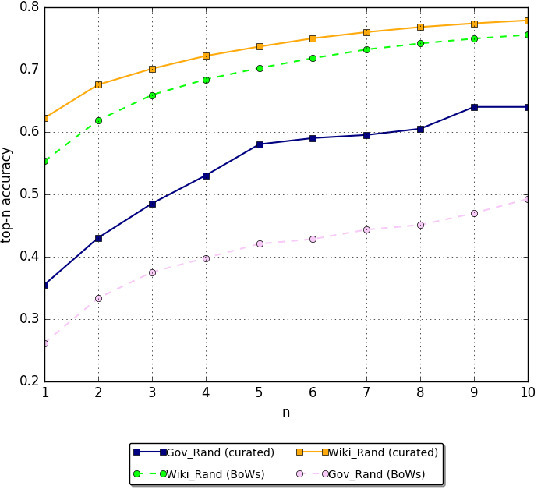 0.8
0.7
0.6
0.5
0.4
0.3
0.2
top-n accuracy
1 2 3 4 5 6 7 8 9 10
n
Gov_Rand (curated) Wiki_Rand (curated)
Wiki_Rand (BoWs) Gov_Rand (BoWs)